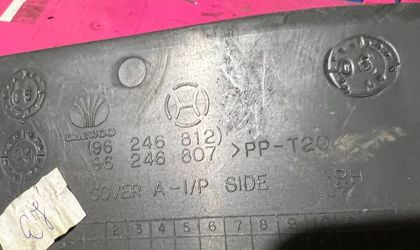 DAEWOO
(96 246 812)
96 246 807 >PP-T20
COVER A-I/P SIDE RH
2 3 4 5 6 7 8 9